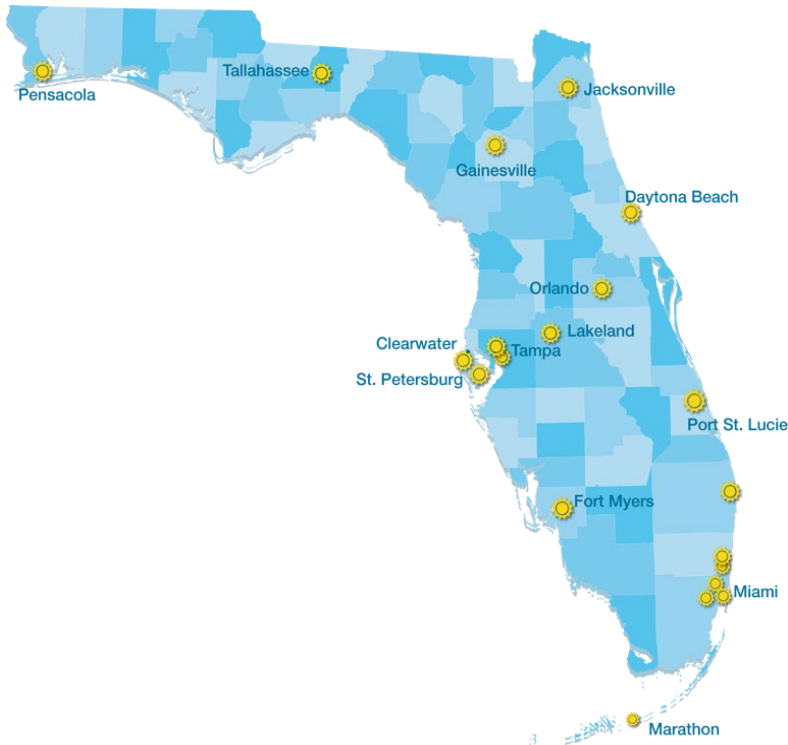 Tallahassee
Pensacola
Jacksonville
Gainesville
Daytona Beach
Orlando
Lakeland
Clearwater
Tampa
St. Petersburg
Port St. Lucie
Fort Myers
Miami
Marathon